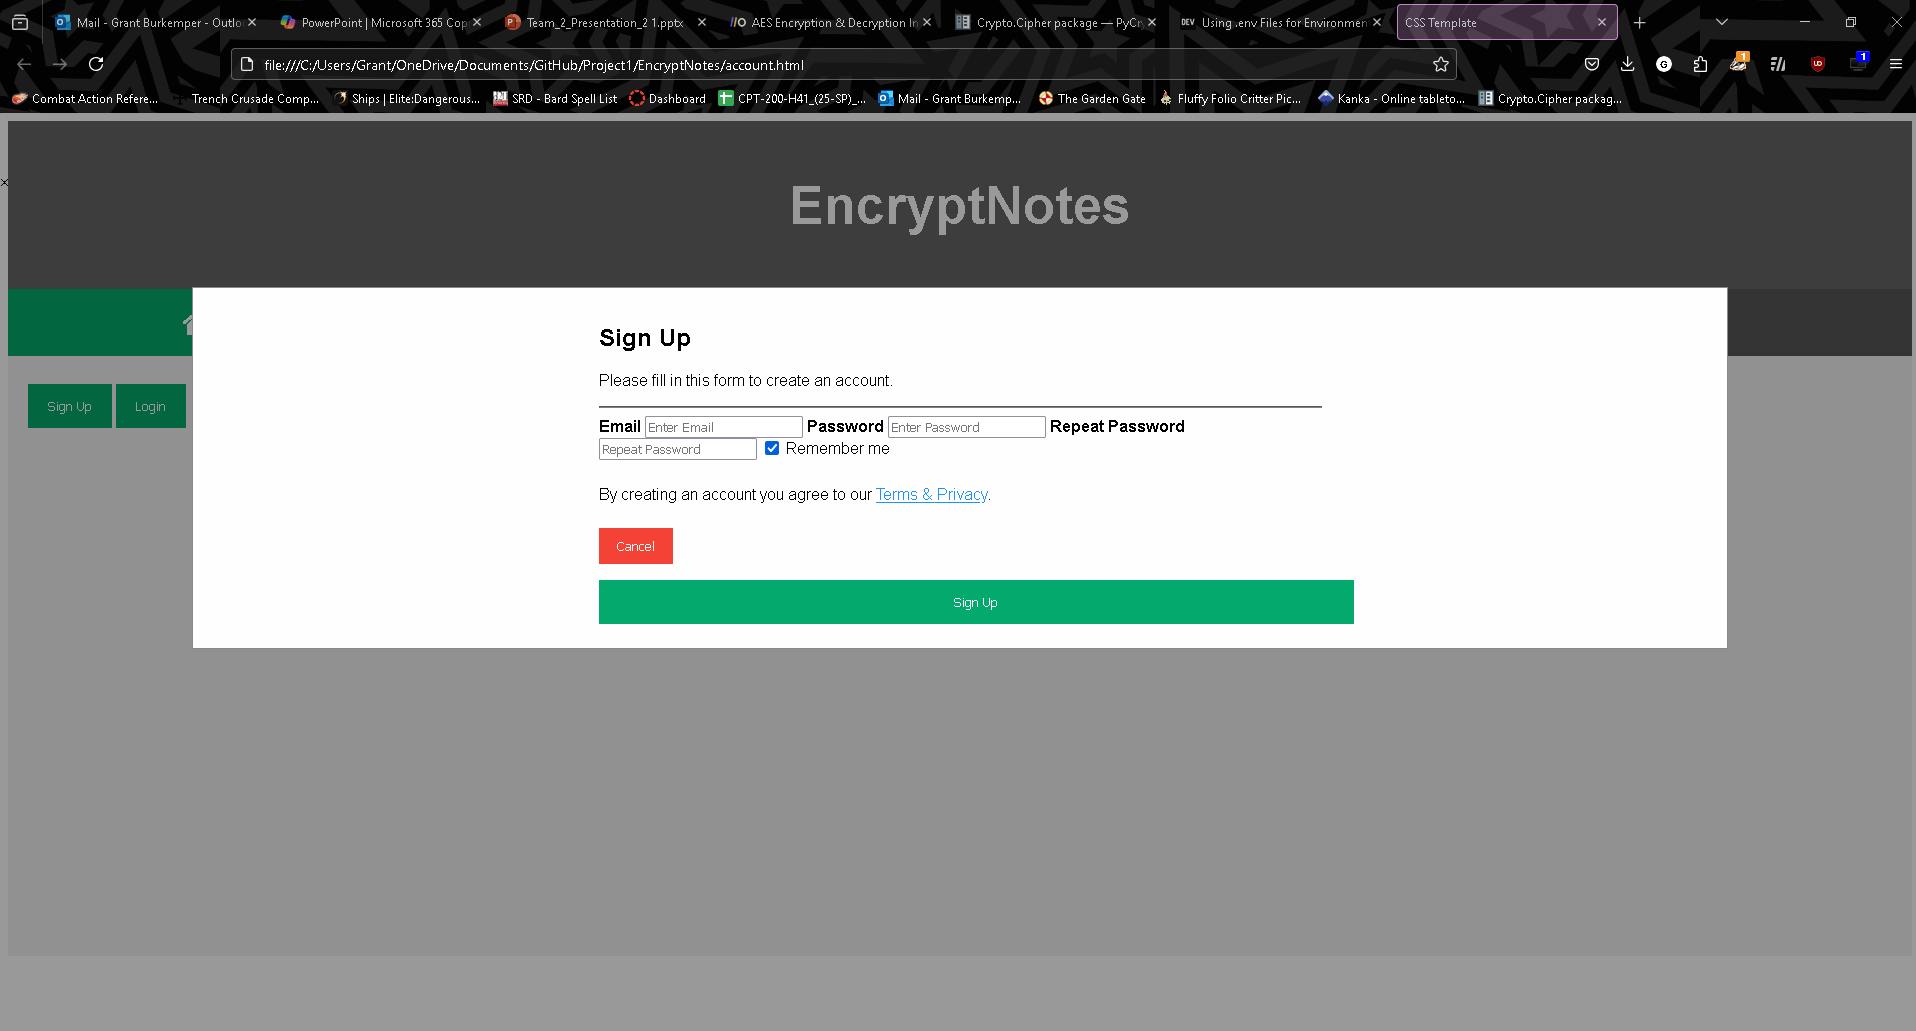 Mail - Grant Burkemper - Outlo
PowerPoint | Microsoft 365 Cop
Team_2_Presentation_2 1.pptx
AES Encryption & Decryption In
Crypto.Cipher package — PyCry
DEV Using .env Files for Environmen
CSS Template
file:///C:/Users/Grant/OneDrive/Documents/GitHub/Project1/EncryptNotes/account.html
G
1
UD
1
Combat Action Refere...
Trench Crusade Comp...
Ships | Elite:Dangerous...
SRD - Bard Spell List
Dashboard
CPT-200-H41_(25-SP)_...
Mail - Grant Burkemp...
The Garden Gate
Fluffy Folio Critter Pic...
Kanka - Online tableto...
Crypto.Cipher packag...
×
EncryptNotes
Sign Up
Login
Sign Up
Please fill in this form to create an account.
Email Enter Email Password Enter Password Repeat Password
Repeat Password Remember me
By creating an account you agree to our Terms & Privacy.
Cancel
Sign Up